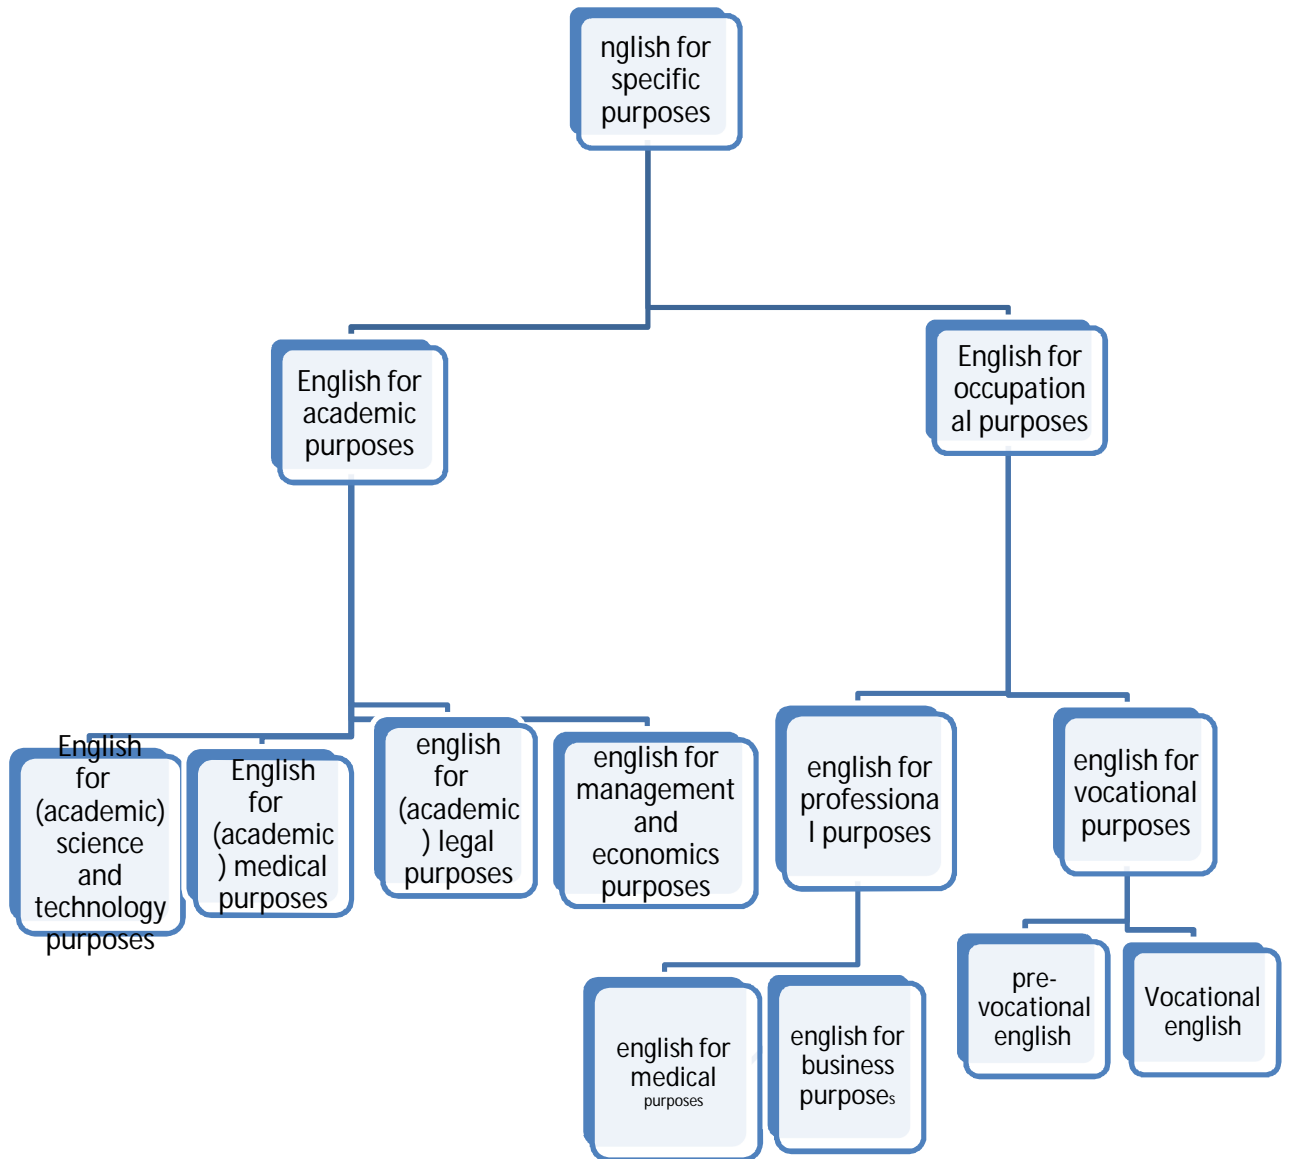 nglish for
specific
purposes
English for
academic
purposes
English for
occupation
al purposes
English
for
(academic)
science
and
technology
purposes
English
for
(academic
) medical
purposes
english
for
(academic
) legal
purposes
english for
management
and
economics
purposes
english for
professiona
l purposes
english for
vocational
purposes
english for
medical
purposes
english for
business
purposes
pre-
vocational
english
Vocational
english